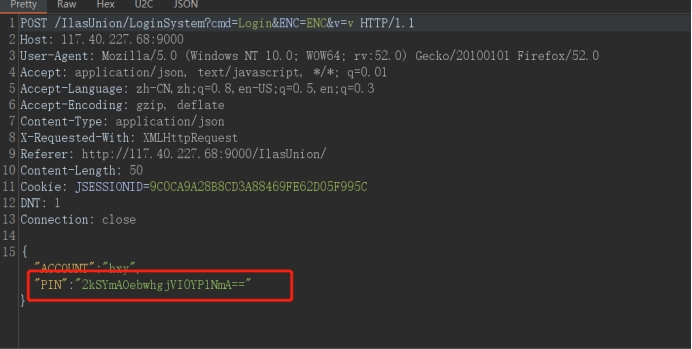 Pretty Raw Hex U2C JSON
1 POST /IlasUnion/LoginSystem?cmd=Login&ENC=ENC&v=v HTTP/1.1
2 Host: 117.40.227.68:9000
3 User-Agent: Mozilla/5.0 (Windows NT 10.0; WOW64; rv:52.0) Gecko/20100101 Firefox/52.0
4 Accept: application/json, text/javascript, */*; q=0.01
5 Accept-Language: zh-CN,zh;q=0.8,en-US;q=0.5,en;q=0.3
6 Accept-Encoding: gzip, deflate
7 Content-Type: application/json
8 X-Requested-With: XMLHttpRequest
9 Referer: http://117.40.227.68:9000/IlasUnion/
10 Content-Length: 50
11 Cookie: JSESSIONID=9C0CA9A28B8CD3A88469FE62D05F995C
12 DNT: 1
13 Connection: close
14
15 {
"ACCOUNT":"hxy",
"PIN":"2kSYmAOebwhgjVI0YP1NmA=="
}